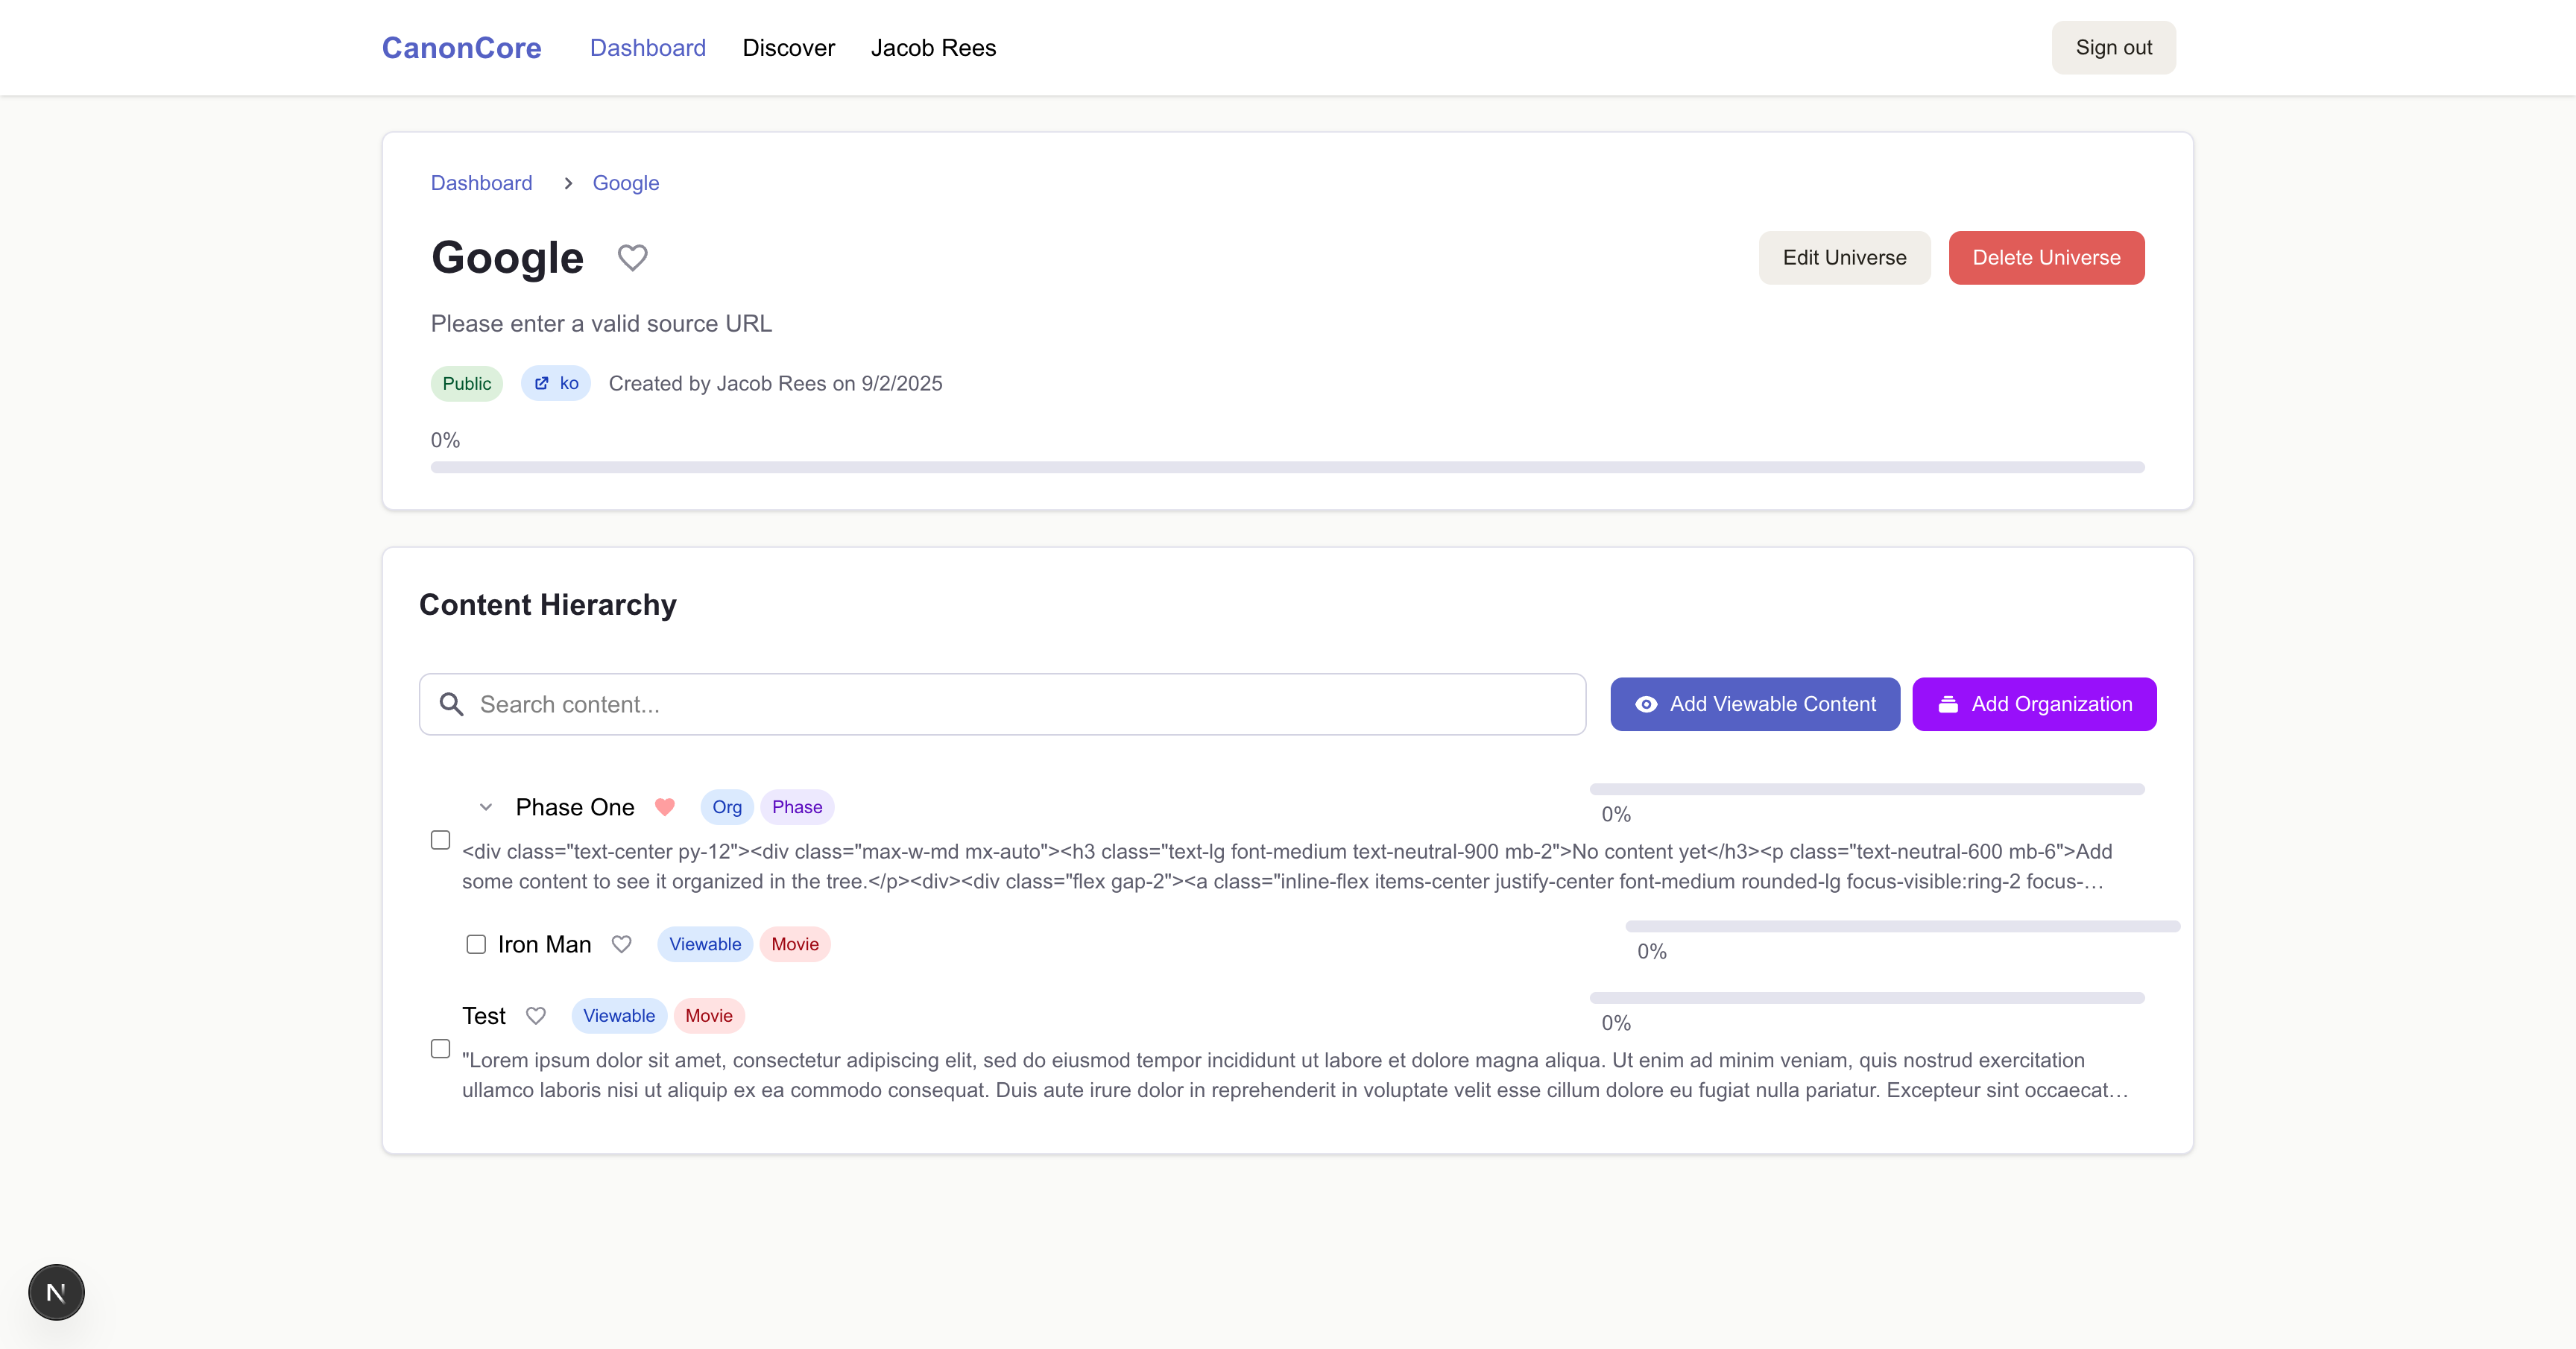 CanonCore Dashboard Discover Jacob Rees Sign out
Dashboard Google
Google Edit Universe Delete Universe
Please enter a valid source URL
Public ko Created by Jacob Rees on 9/2/2025
0%
Content Hierarchy
Search content... Add Viewable Content Add Organization
Phase One Org Phase
0%
<div class="text-center py-12"><div class="max-w-md mx-auto"><h3 class="text-lg font-medium text-neutral-900 mb-2">No content yet</h3><p class="text-neutral-600 mb-6">Add
some content to see it organized in the tree.</p><div><div class="flex gap-2"><a class="inline-flex items-center justify-center font-medium rounded-lg focus-visible:ring-2 focus-…
Iron Man Viewable Movie
0%
Test Viewable Movie
0%
"Lorem ipsum dolor sit amet, consectetur adipiscing elit, sed do eiusmod tempor incididunt ut labore et dolore magna aliqua. Ut enim ad minim veniam, quis nostrud exercitation
ullamco laboris nisi ut aliquip ex ea commodo consequat. Duis aute irure dolor in reprehenderit in voluptate velit esse cillum dolore eu fugiat nulla pariatur. Excepteur sint occaecat…
N